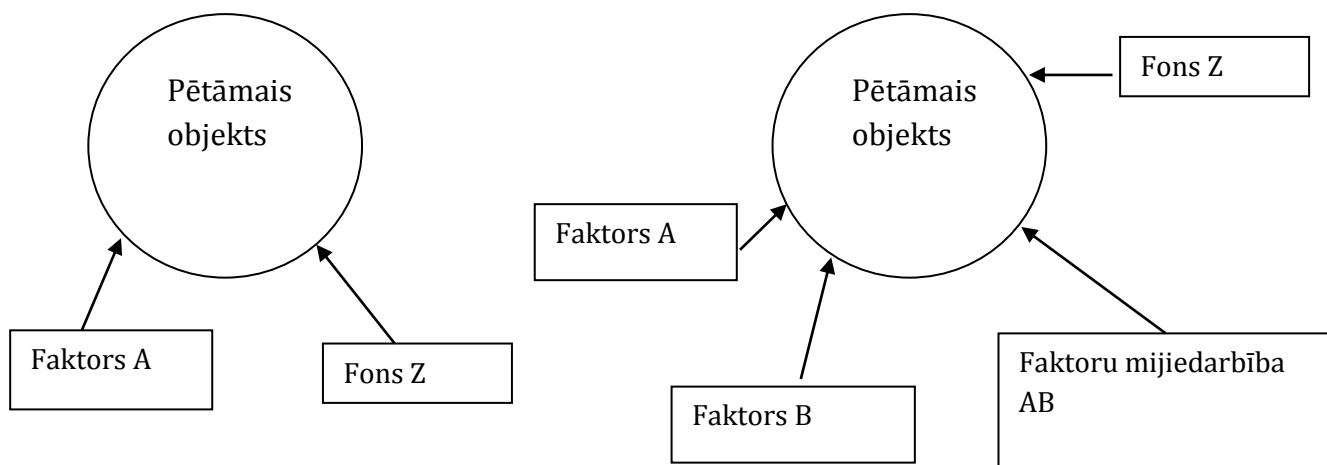 Pētāmais
objekts
Faktors A
Fons Z
Pētāmais
objekts
Fons Z
Faktors A
Faktors B
Faktoru mijiedarbība
AB